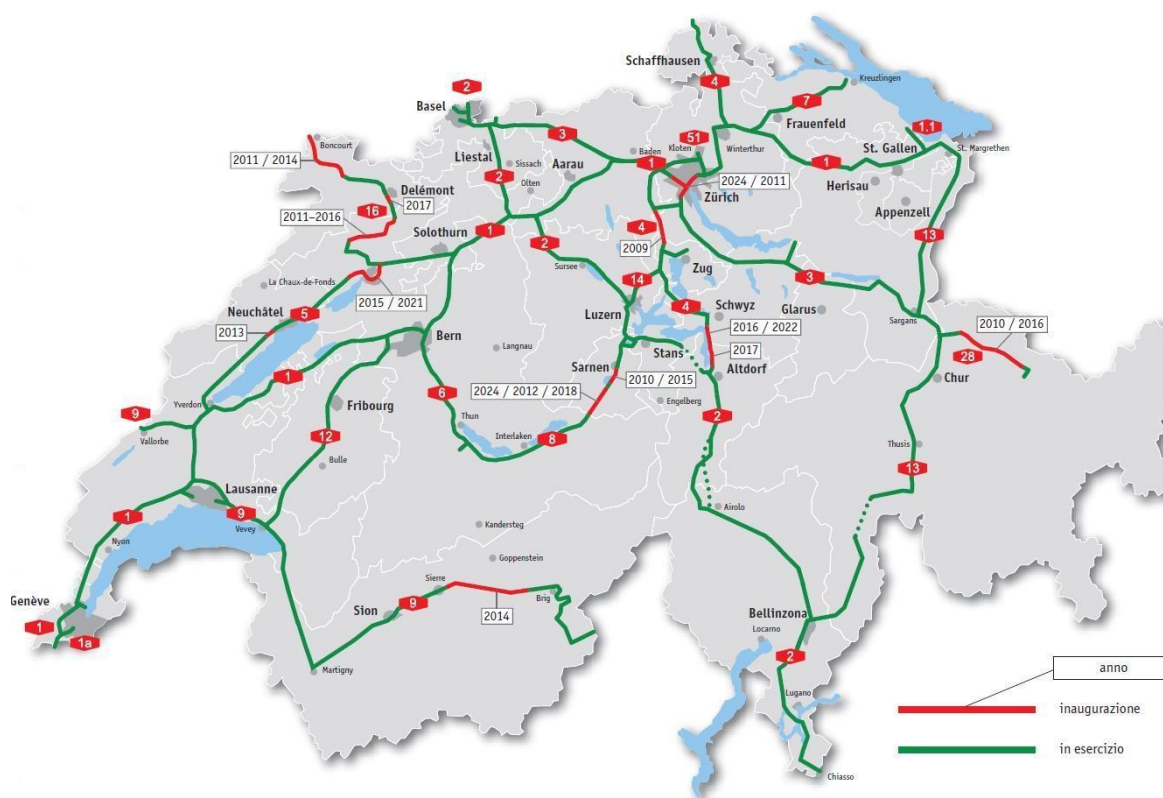 Schaffhausen
4
2
Basel
Kreuzlingen
7
Frauenfeld
3
51
1.1
Boncourt
Liestal
Sissach
Baden
Kloten
Winterthur
St. Gallen
St. Margrethen
2011 / 2014
Aarau
1
1
2
Olten
Delémont
2017
2024 / 2011
Herisau
Zürich
Appenzell
16
2011–2016
Solothurn
1
4
13
2
2009
Sursee
Zug
La Chaux-de-Fonds
14
3
2015 / 2021
Neuchâtel
5
Luzern
4
Schwyz
Glarus
Sargans
2013
2016 / 2022
2010 / 2016
Bern
Langnau
Stans
2017
28
Sarnen
Altdorf
1
2010 / 2015
Chur
2024 / 2012 / 2018
6
Engelberg
Yverdon
Fribourg
9
Thun
2
Vallorbe
12
Interlaken
8
Thusis
Bulle
13
Lausanne
1
9
Airolo
Vevey
Kandersteg
Nyon
Goppenstein
Sierre
Genève
Sion
9
Brig
2014
Bellinzona
1
1a
Locarno
2
Martigny
anno
Lugano
inaugurazione
in esercizio
Chiasso